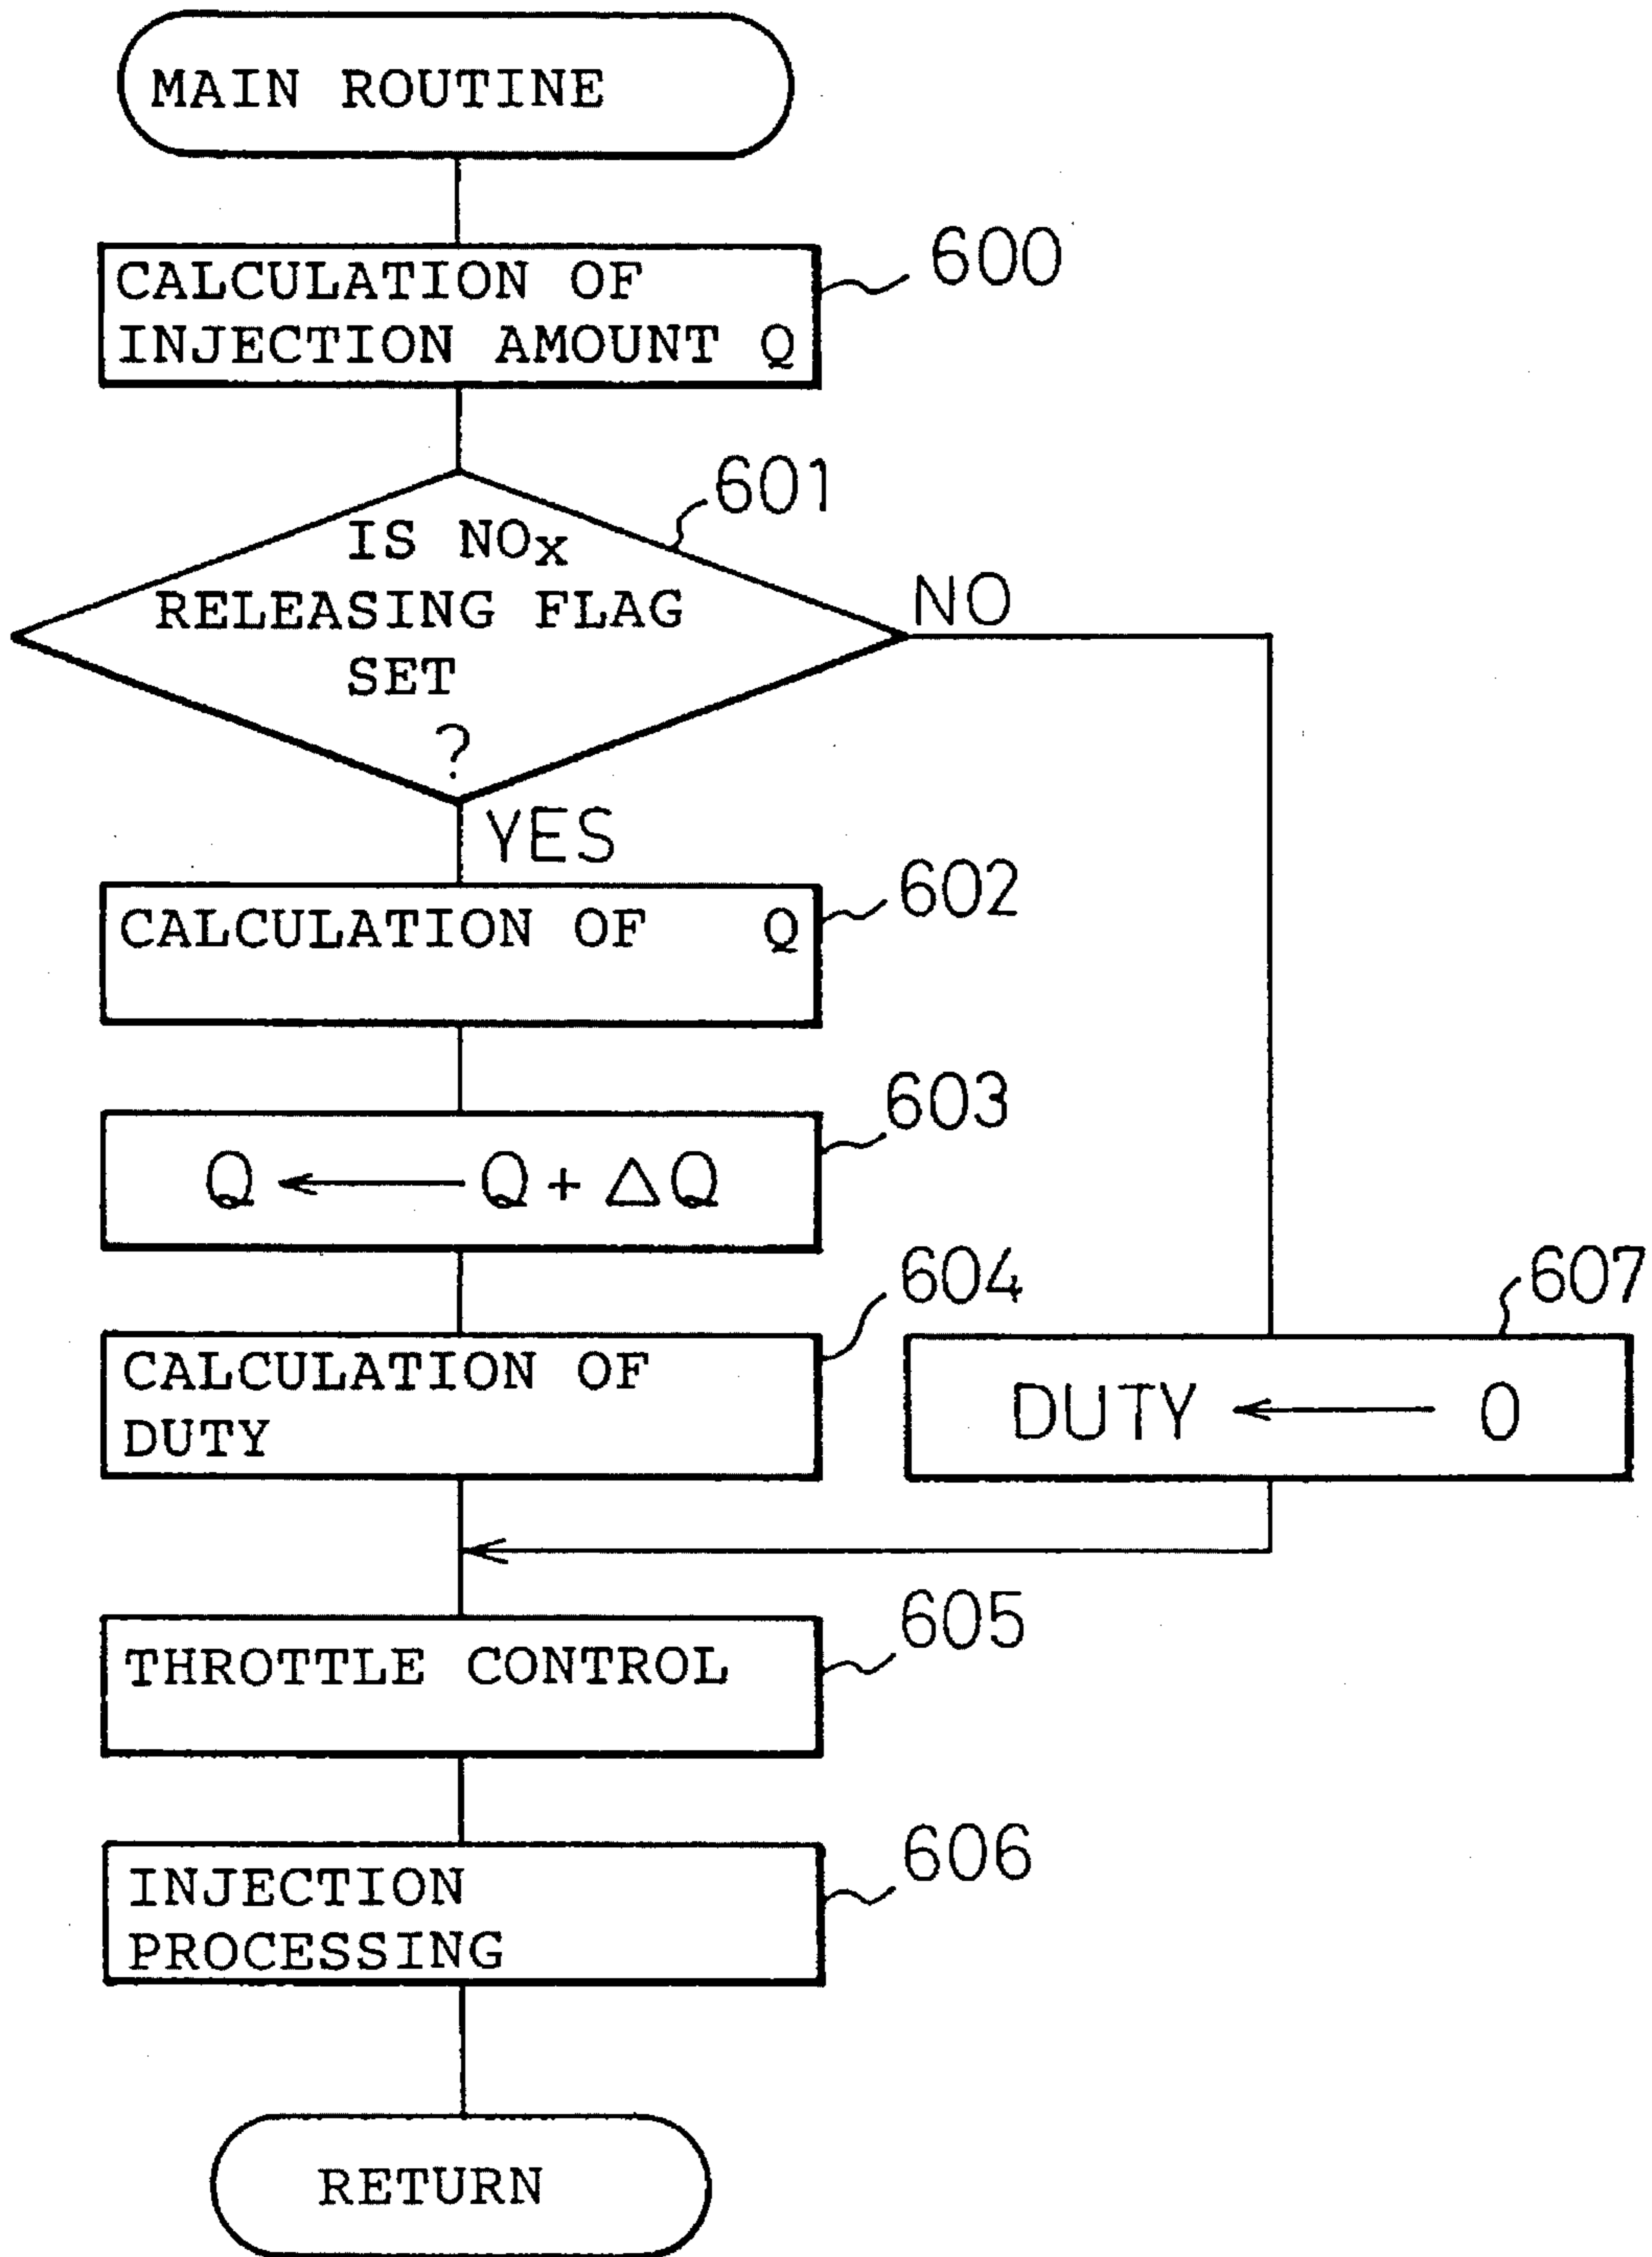 MAIN ROUTINE
CALCULATION OF
INJECTION AMOUNT Q
600
601
IS NOx
RELEASING FLAG
SET
?
NO
YES
CALCULATION OF Q
602
603
Q ← Q + ΔQ
604
CALCULATION OF
DUTY
607
DUTY ← 0
THROTTLE CONTROL
605
INJECTION
PROCESSING
606
RETURN